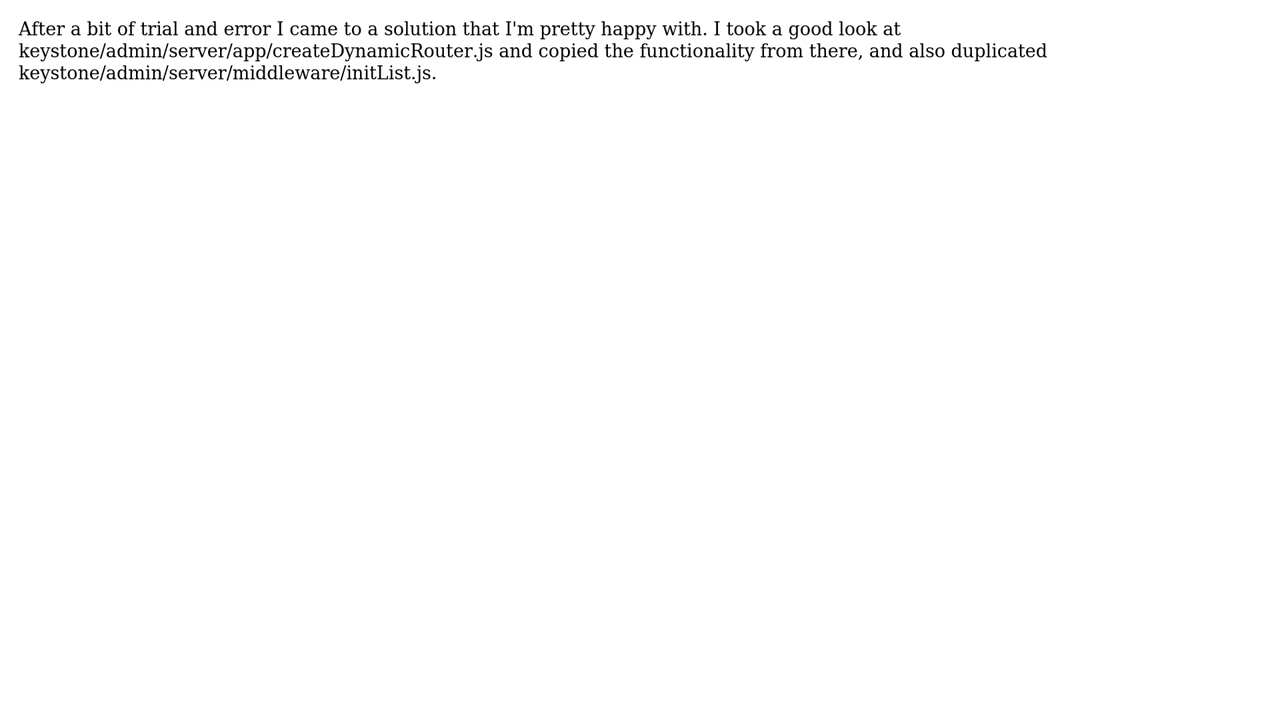 After a bit of trial and error I came to a solution that I'm pretty happy with. I took a good look at
keystone/admin/server/app/createDynamicRouter.js and copied the functionality from there, and also duplicated
keystone/admin/server/middleware/initList.js.